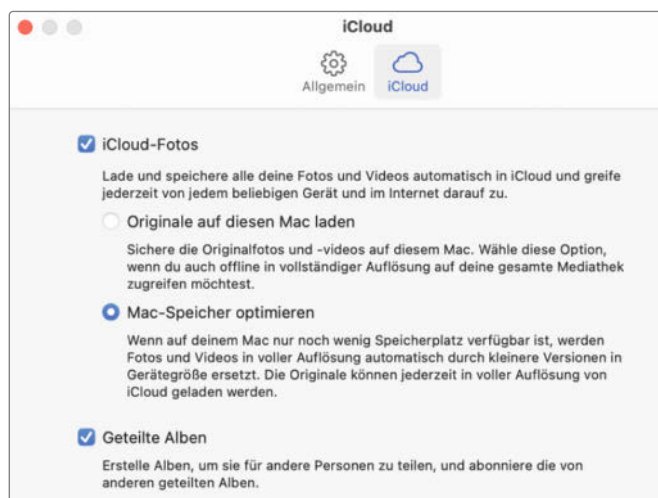 iCloud
Allgemein
iCloud
iCloud-Fotos
Lade und speichere alle deine Fotos und Videos automatisch in iCloud und greife
jederzeit von jedem beliebigen Gerät und im Internet darauf zu.
Originale auf diesen Mac laden
Sichere die Originalfotos und -videos auf diesem Mac. Wähle diese Option,
wenn du auch offline in vollständiger Auflösung auf deine gesamte Mediathek
zugreifen möchtest.
Mac-Speicher optimieren
Wenn auf deinem Mac nur noch wenig Speicherplatz verfügbar ist, werden
Fotos und Videos in voller Auflösung automatisch durch kleinere Versionen in
Gerätegröße ersetzt. Die Originale können jederzeit in voller Auflösung von
iCloud geladen werden.
Geteilte Alben
Erstelle Alben, um sie für andere Personen zu teilen, und abonniere die von
anderen geteilten Alben.